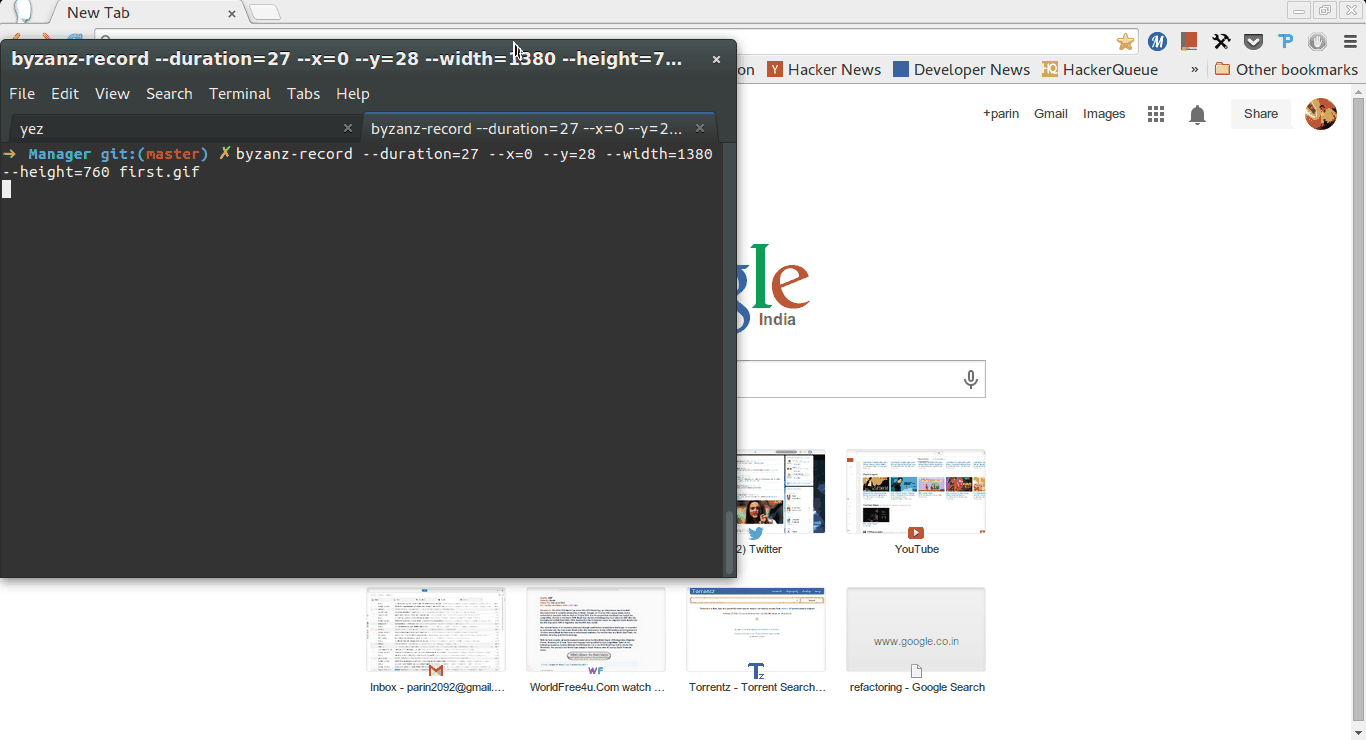 New Tab
byzanz-record --duration=27 --x=0 --y=28 --width=1380 --height=7...
on Hacker News Developer News HackerQueue » Other bookmarks
File Edit View Search Terminal Tabs Help
+parin Gmail Images Share
yez byzanz-record --duration=27 --x=0 --y=2...
➜ Manager git:(master) ✗ byzanz-record --duration=27 --x=0 --y=28 --width=1380
--height=760 first.gif
gle
India
2) Twitter YouTube
Torrentz
www.google.co.in
Inbox - parin2092@gmail.... WorldFree4u.Com watch ... Torrentz - Torrent Search... refactoring - Google Search